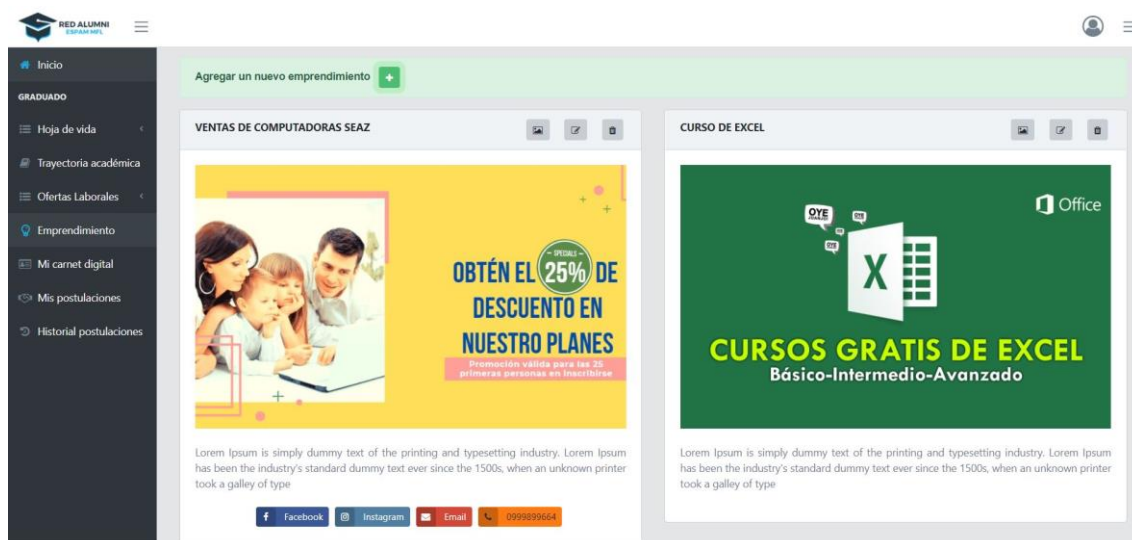 RED ALUMNI
ESPAM MFL
Inicio
GRADUADO
Hoja de vida
Trayectoria académica
Ofertas Laborales
Emprendimiento
Mi carnet digital
Mis postulaciones
Historial postulaciones
Agregar un nuevo emprendimiento +
VENTAS DE COMPUTADORAS SEAZ
~ SPECIALS ~
OBTÉN EL 25% DE
DESCUENTO EN
NUESTRO PLANES
Promoción válida para las 25
primeras personas en Inscribirse
Lorem Ipsum is simply dummy text of the printing and typesetting industry. Lorem Ipsum
has been the industry's standard dummy text ever since the 1500s, when an unknown printer
took a galley of type
Facebook
Instagram
Email
0999899664
CURSO DE EXCEL
OYE
Office
X
CURSOS GRATIS DE EXCEL
Básico-Intermedio-Avanzado
Lorem Ipsum is simply dummy text of the printing and typesetting industry. Lorem Ipsum
has been the industry's standard dummy text ever since the 1500s, when an unknown printer
took a galley of type